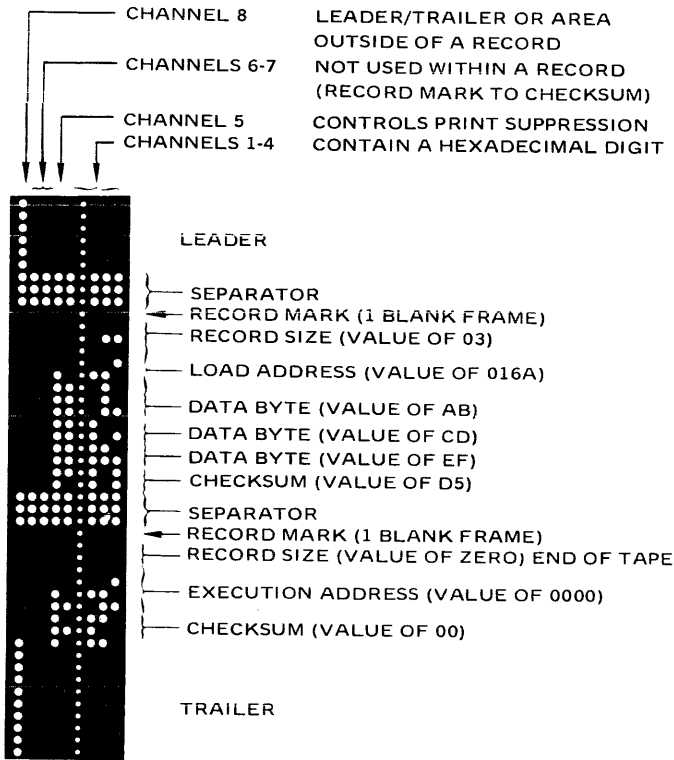 CHANNEL 8 LEADER/TRAILER OR AREA
OUTSIDE OF A RECORD
CHANNELS 6-7 NOT USED WITHIN A RECORD
(RECORD MARK TO CHECKSUM)
CHANNEL 5 CONTROLS PRINT SUPPRESSION
CHANNELS 1-4 CONTAIN A HEXADECIMAL DIGIT
LEADER
SEPARATOR
RECORD MARK (1 BLANK FRAME)
RECORD SIZE (VALUE OF 03)
LOAD ADDRESS (VALUE OF 016A)
DATA BYTE (VALUE OF AB)
DATA BYTE (VALUE OF CD)
DATA BYTE (VALUE OF EF)
CHECKSUM (VALUE OF D5)
SEPARATOR
RECORD MARK (1 BLANK FRAME)
RECORD SIZE (VALUE OF ZERO) END OF TAPE
EXECUTION ADDRESS (VALUE OF 0000)
CHECKSUM (VALUE OF 00)
TRAILER